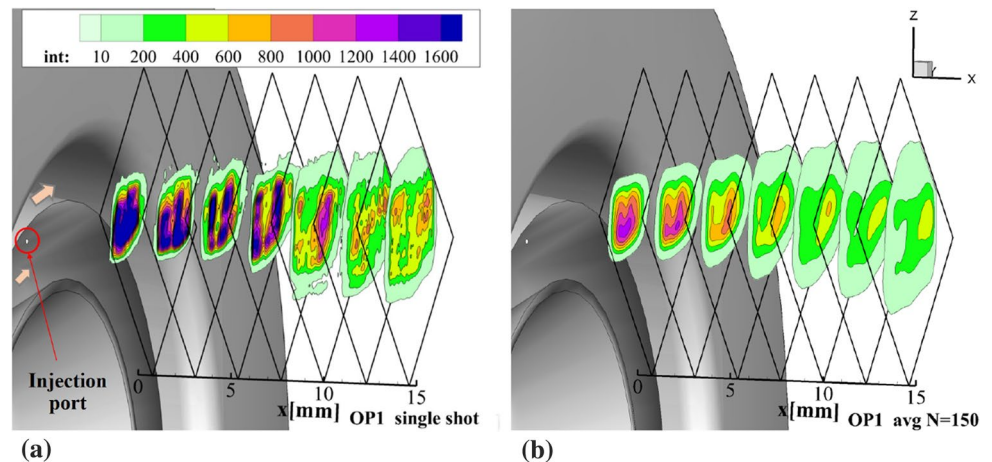 int: 10 200 400 600 800 1000 1200 1400 1600
Injection
port
0 5 10 15
x[mm] OP1 single shot
(a)
Z
X
0 5 10 15
x[mm] OP1 avg N=150
(b)